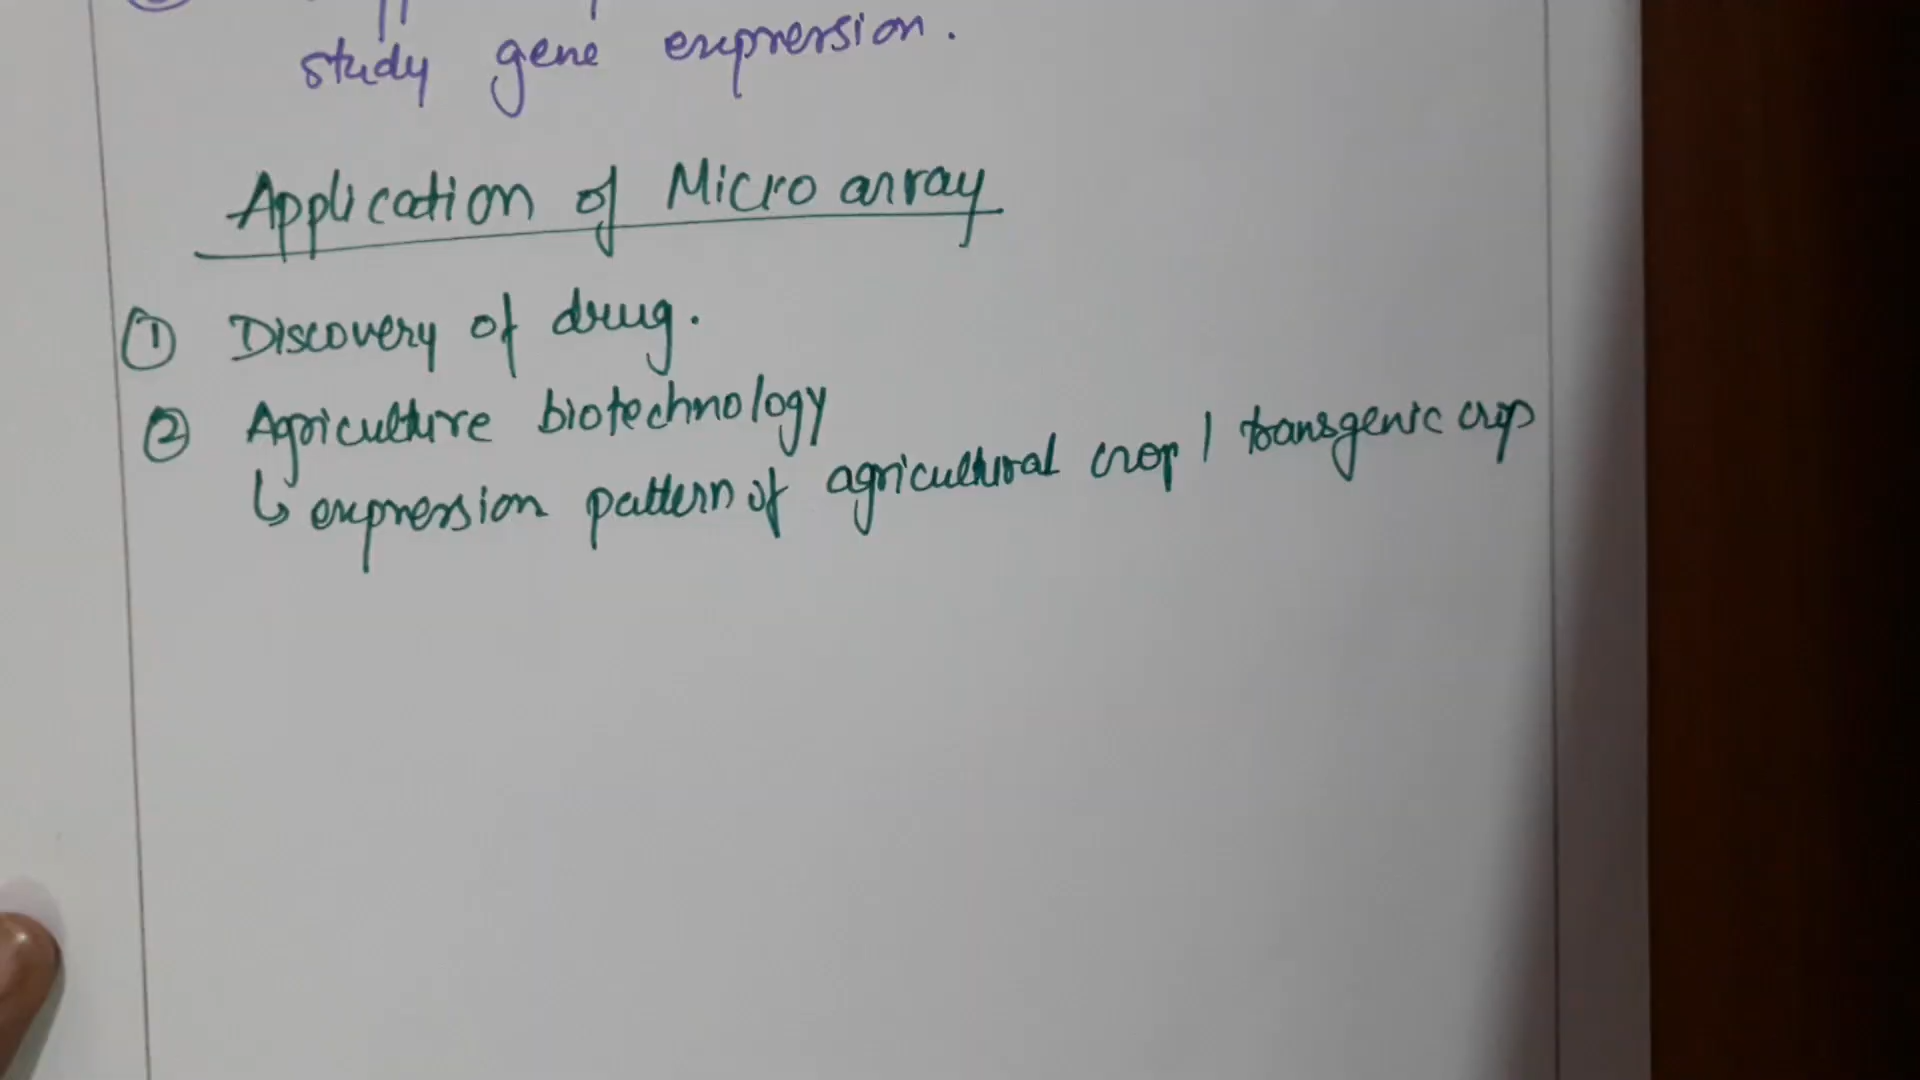 study gene expression.
Application of Micro array
① Discovery of drug.
② Agriculture biotechnology
↳ expression pattern of agricultural crop / transgenic crop